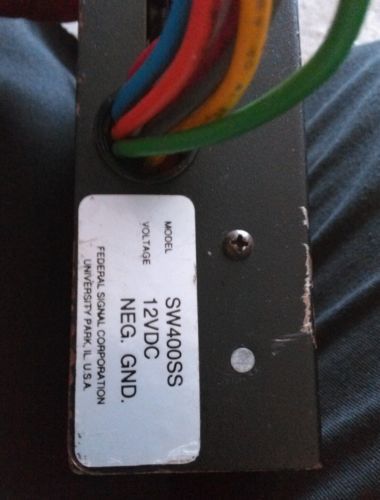 MODEL SW400SS
VOLTAGE 12VDC
NEG. GND.
FEDERAL SIGNAL CORPORATION
UNIVERSITY PARK, IL U.S.A.